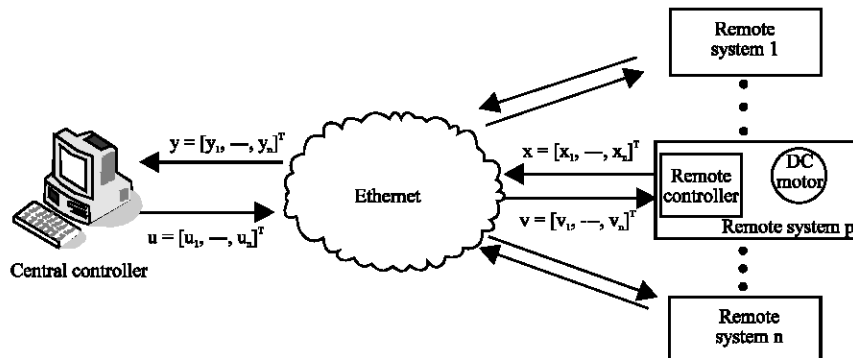 Remote
system 1
y = [y₁, —, yₙ]ᵀ
x = [x₁, —, xₙ]ᵀ
Remote
controller
DC
motor
Ethernet
u = [u₁, —, uₙ]ᵀ
v = [v₁, ---, vₙ]ᵀ
Remote system p
Central controller
Remote
system n